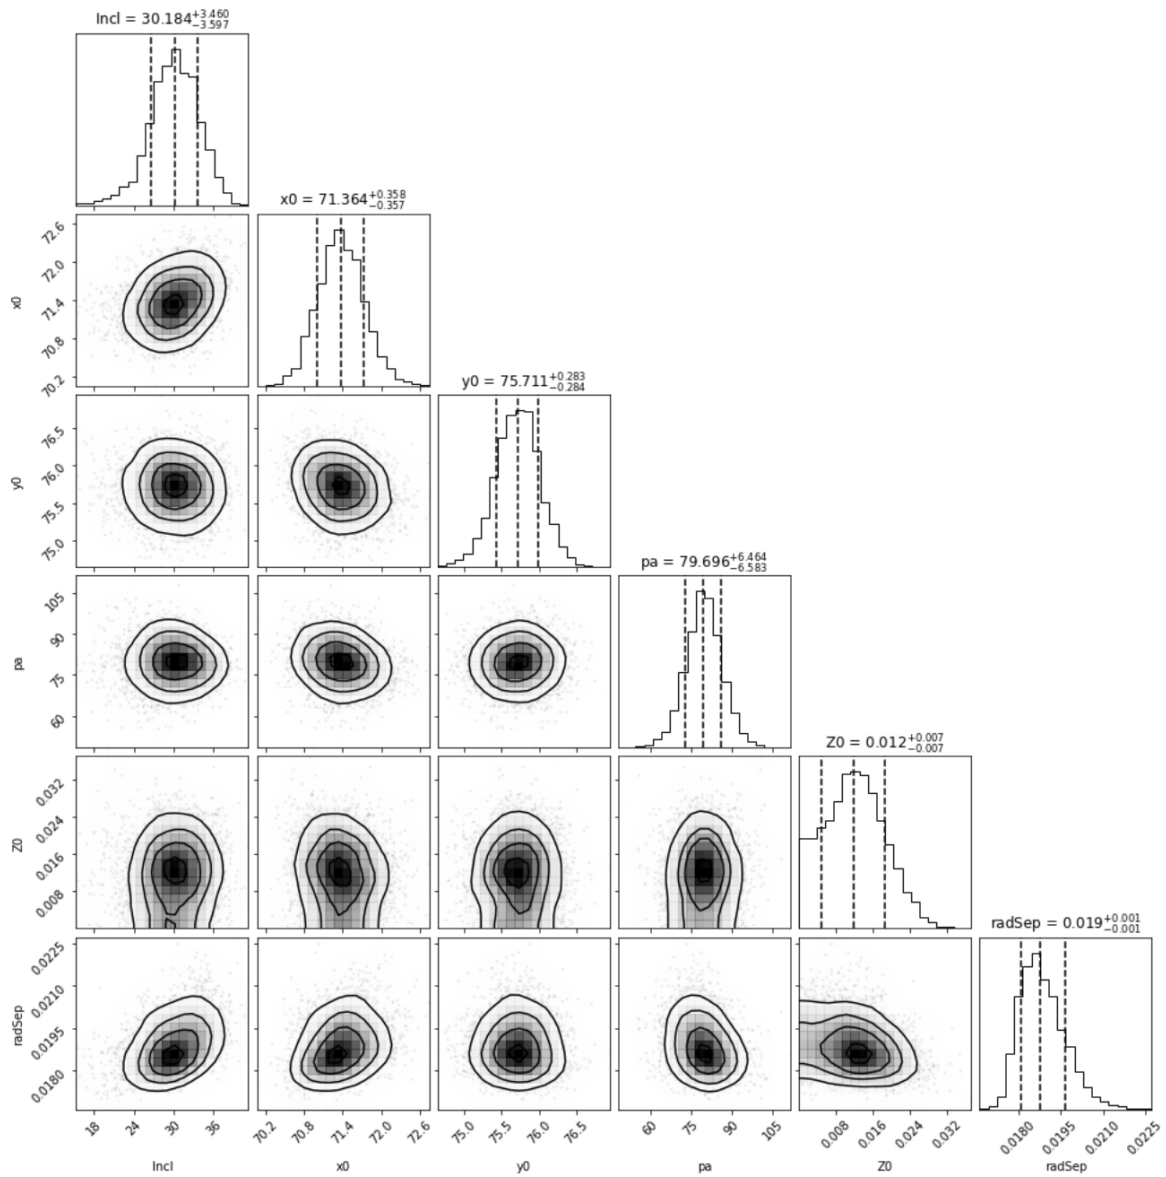 Incl = 30.184+3.460−3.597
x0 = 71.364+0.358−0.357
72.6
72.0
71.4
70.8
70.2
x0
y0 = 75.711+0.283−0.284
76.5
76.0
75.5
75.0
y0
pa = 79.696+6.464−6.583
105
90
75
60
pa
Z0 = 0.012+0.007−0.007
0.032
0.024
0.016
0.008
Z0
radSep = 0.019+0.001−0.001
0.0225
0.0210
0.0195
0.0180
radSep
18 24 30 36 70.2 70.8 71.4 72.0 72.6 75.0 75.5 76.0 76.5 60 75 90 105 0.008 0.016 0.024 0.032 0.0180 0.0195 0.0210 0.0225
Incl x0 y0 pa Z0 radSep